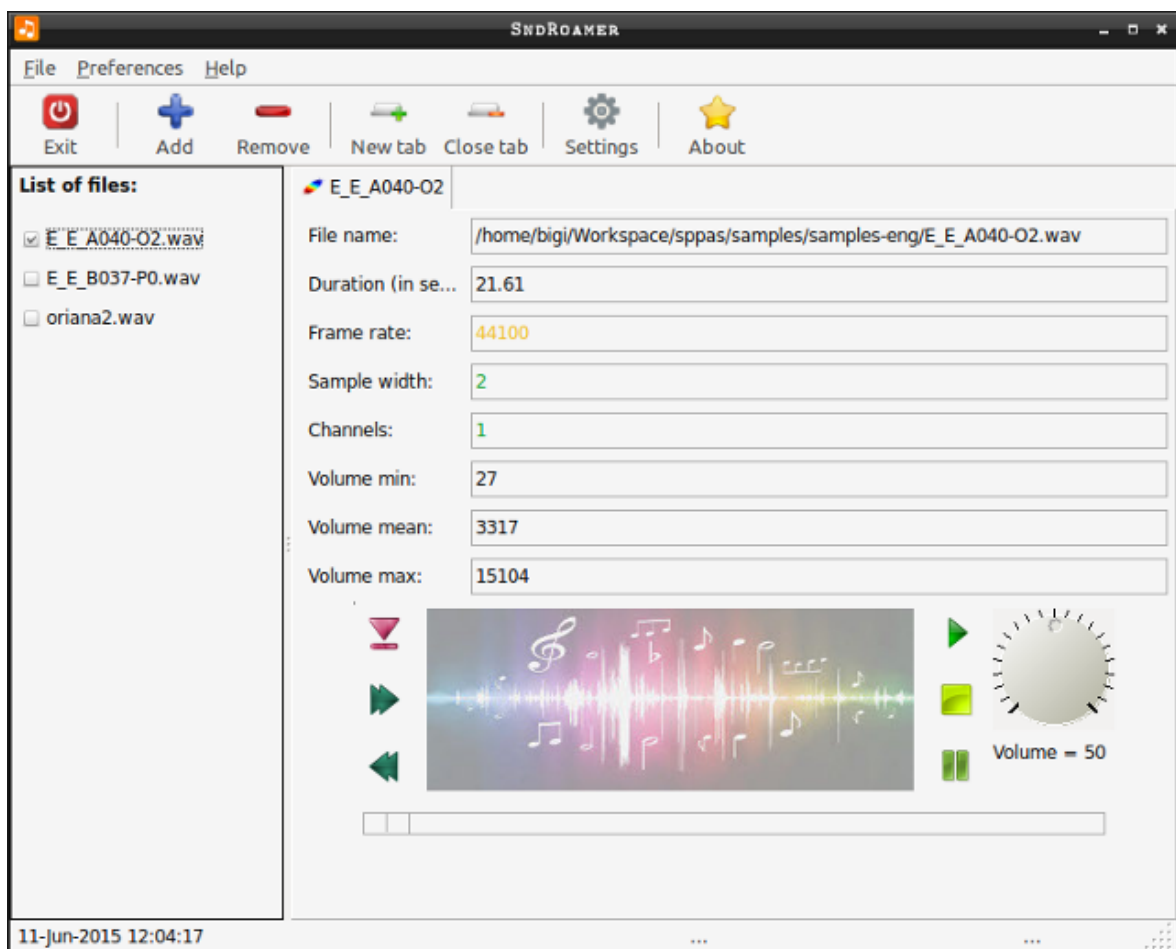 SndRoamer
File Preferences Help
Exit Add Remove New tab Close tab Settings About
List of files:
E_E_A040-O2.wav
E_E_B037-P0.wav
oriana2.wav
E_E_A040-O2
File name: /home/bigi/Workspace/sppas/samples/samples-eng/E_E_A040-O2.wav
Duration (in se... 21.61
Frame rate: 44100
Sample width: 2
Channels: 1
Volume min: 27
Volume mean: 3317
Volume max: 15104
Volume = 50
11-Jun-2015 12:04:17 ... ...